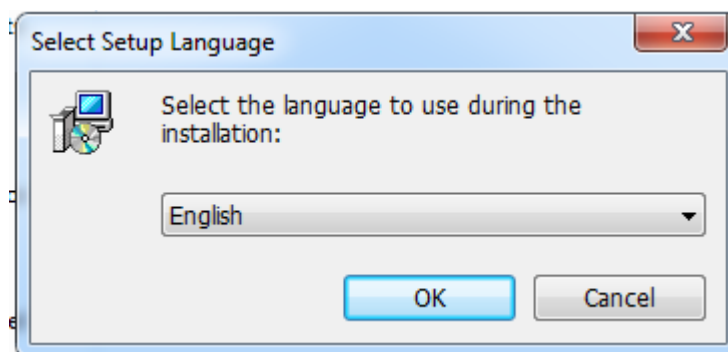 Select Setup Language
Select the language to use during the
installation:
English
OK
Cancel